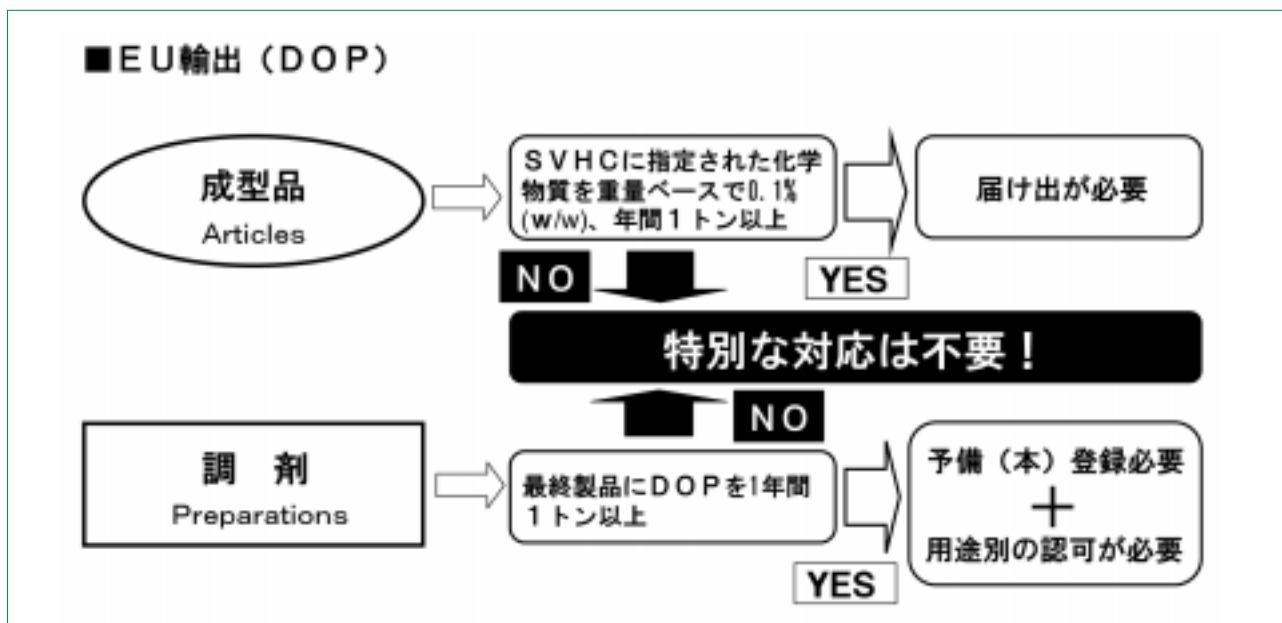 ■ＥＵ輸出（ＤＯＰ）
成型品
Articles
ＳＶＨＣに指定された化学
物質を重量ベースで0.1%
(w/w)、年間１トン以上
届け出が必要
ＮＯ
YES
特別な対応は不要！
ＮＯ
調　剤
Preparations
最終製品にＤＯＰを1年間
１トン以上
予備（本）登録必要
＋
用途別の認可が必要
YES